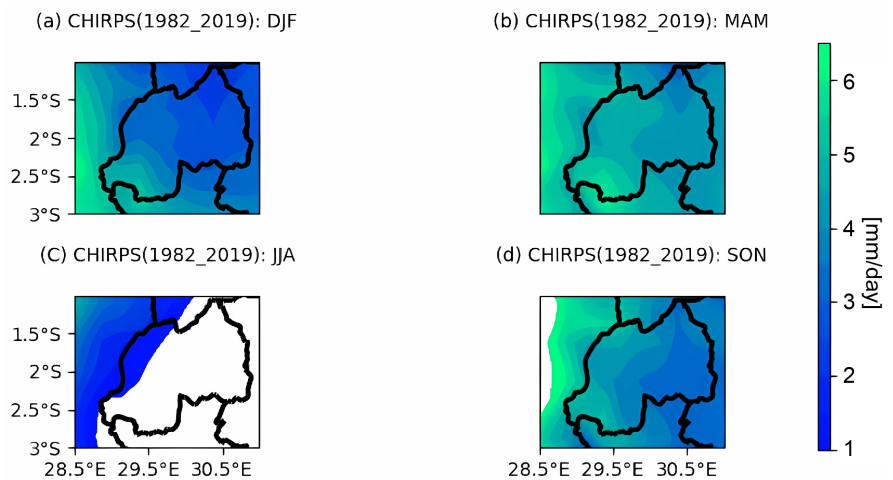 (a) CHIRPS(1982_2019): DJF
(b) CHIRPS(1982_2019): MAM
1.5°S
2°S
2.5°S
3°S
(C) CHIRPS(1982_2019): JJA
(d) CHIRPS(1982_2019): SON
1.5°S
2°S
2.5°S
3°S
28.5°E 29.5°E 30.5°E
28.5°E 29.5°E 30.5°E
6
5
4
3
2
1
[mm/day]